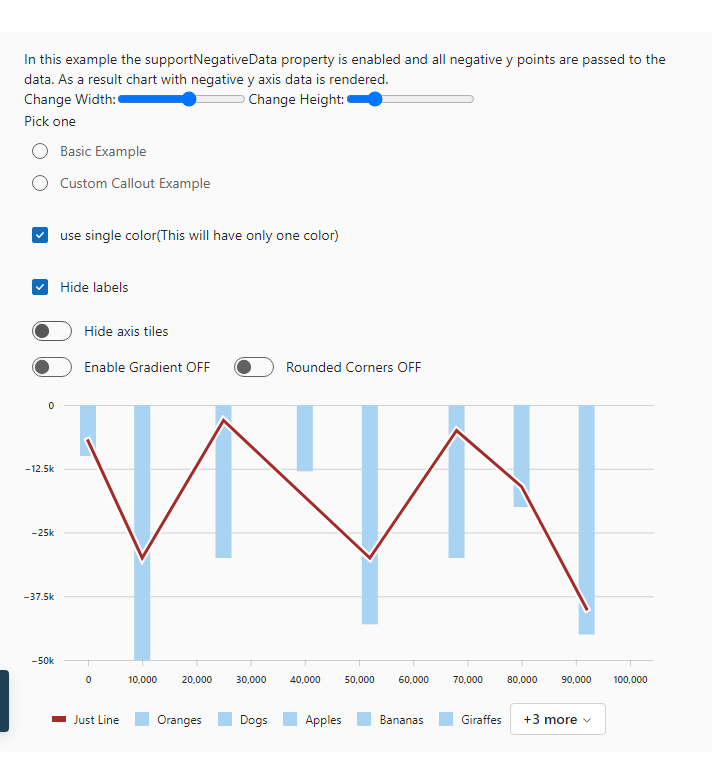 In this example the supportNegativeData property is enabled and all negative y points are passed to the
data. As a result chart with negative y axis data is rendered.
Change Width: Change Height:
Pick one
Basic Example
Custom Callout Example
use single color(This will have only one color)
Hide labels
Hide axis tiles
Enable Gradient OFF Rounded Corners OFF
0
−12.5k
−25k
−37.5k
−50k
0 10,000 20,000 30,000 40,000 50,000 60,000 70,000 80,000 90,000 100,000
Just Line Oranges Dogs Apples Bananas Giraffes +3 more